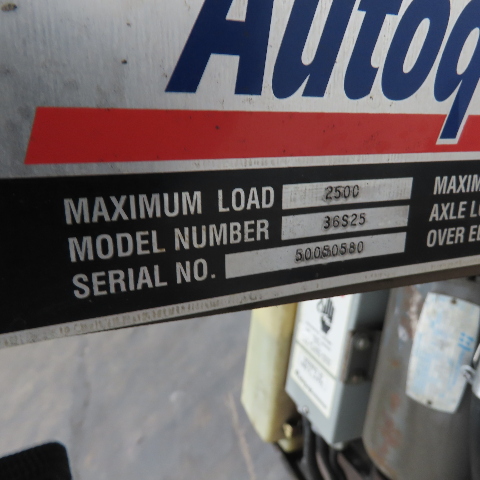 Autoq
MAXIMUM LOAD 2500
MODEL NUMBER 36S25
SERIAL NO. 50050580
MAXIM
AXLE LO
OVER E